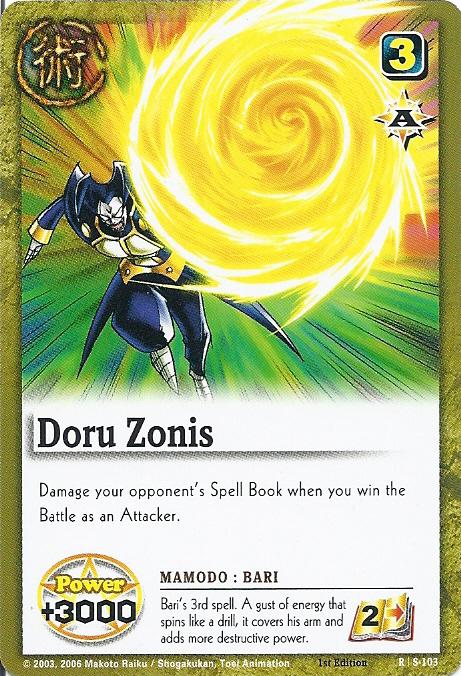 術
3
A
Doru Zonis
Damage your opponent's Spell Book when you win the
Battle as an Attacker.
Power
+3000
MAMODO : BARI
Bari's 3rd spell. A gust of energy that
spins like a drill, it covers his arm and
adds more destructive power.
2
© 2003, 2006 Makoto Raiku / Shogakukan, Toei Animation
1st Edition
R | S-103